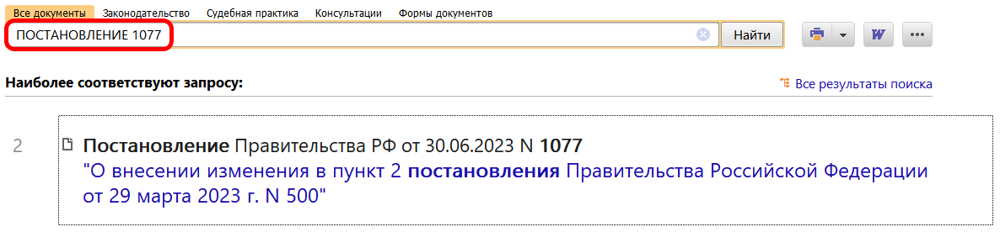 Все документы Законодательство Судебная практика Консультации Формы документов
ПОСТАНОВЛЕНИЕ 1077 Найти W
Наиболее соответствуют запросу: Все результаты поиска
2 Постановление Правительства РФ от 30.06.2023 N 1077
"О внесении изменения в пункт 2 постановления Правительства Российской Федерации
от 29 марта 2023 г. N 500"